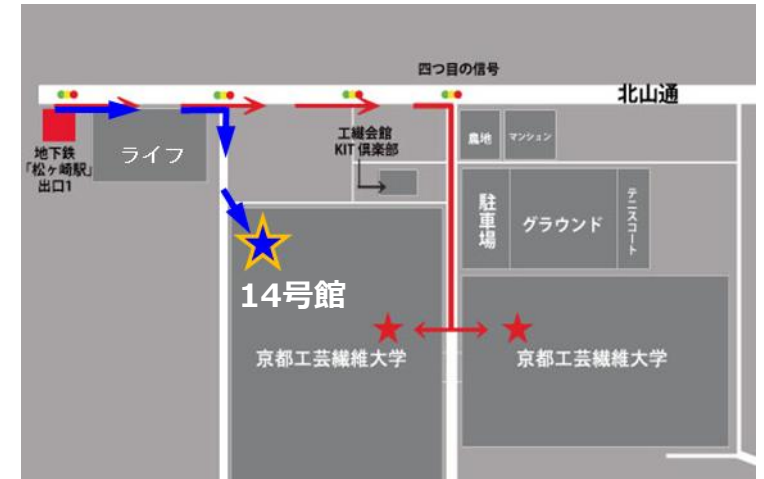 四つ目の信号
北山通
地下鉄
「松ヶ崎駅」
出口1
ライフ
工繊会館
KIT倶楽部
農地
マンション
駐車場
グラウンド
テニスコート
14号館
京都工芸繊維大学
京都工芸繊維大学